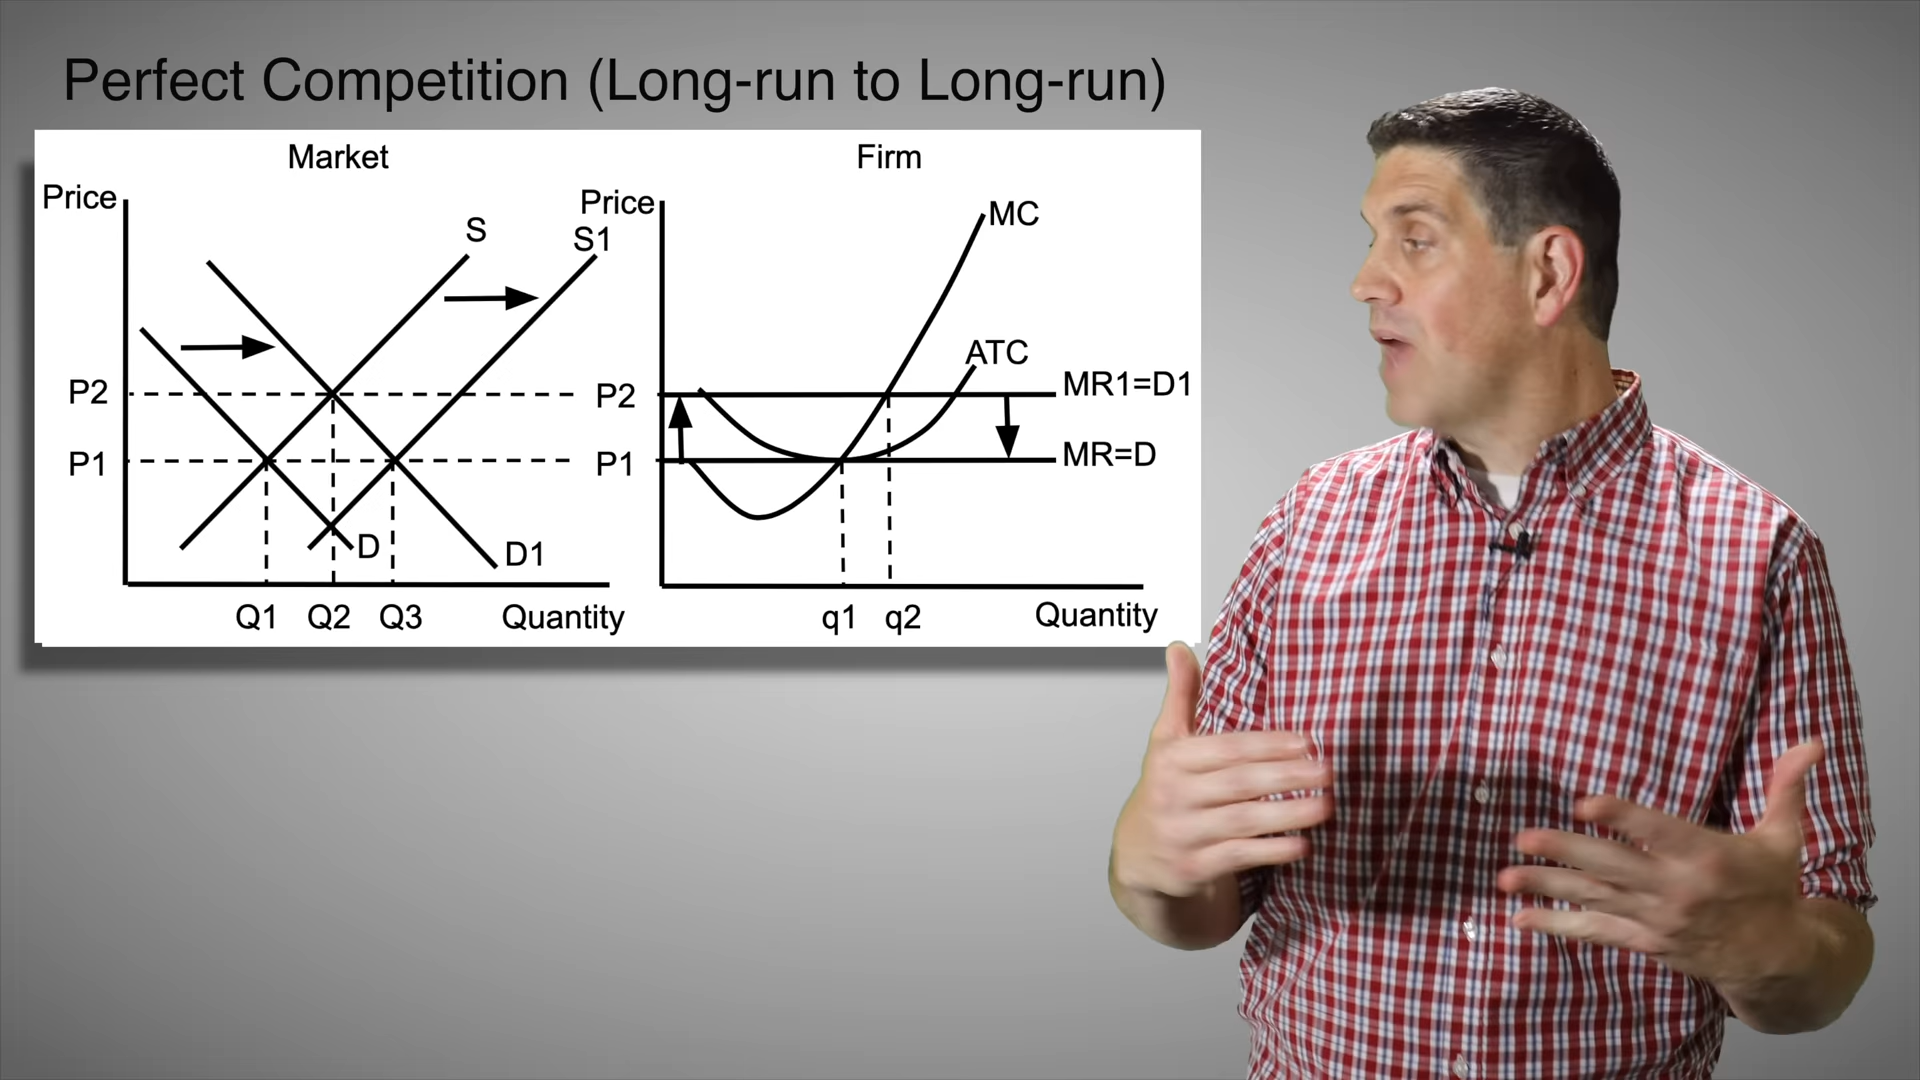 Perfect Competition (Long-run to Long-run)
Market
Price
S
S1
P2
P1
D
D1
Q1 Q2 Q3 Quantity
Firm
Price
MC
ATC
P2
MR1=D1
P1
MR=D
q1 q2 Quantity